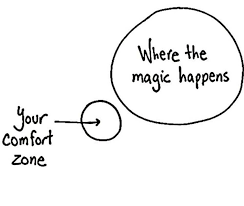 Where the
magic happens
Your
comfort
zone